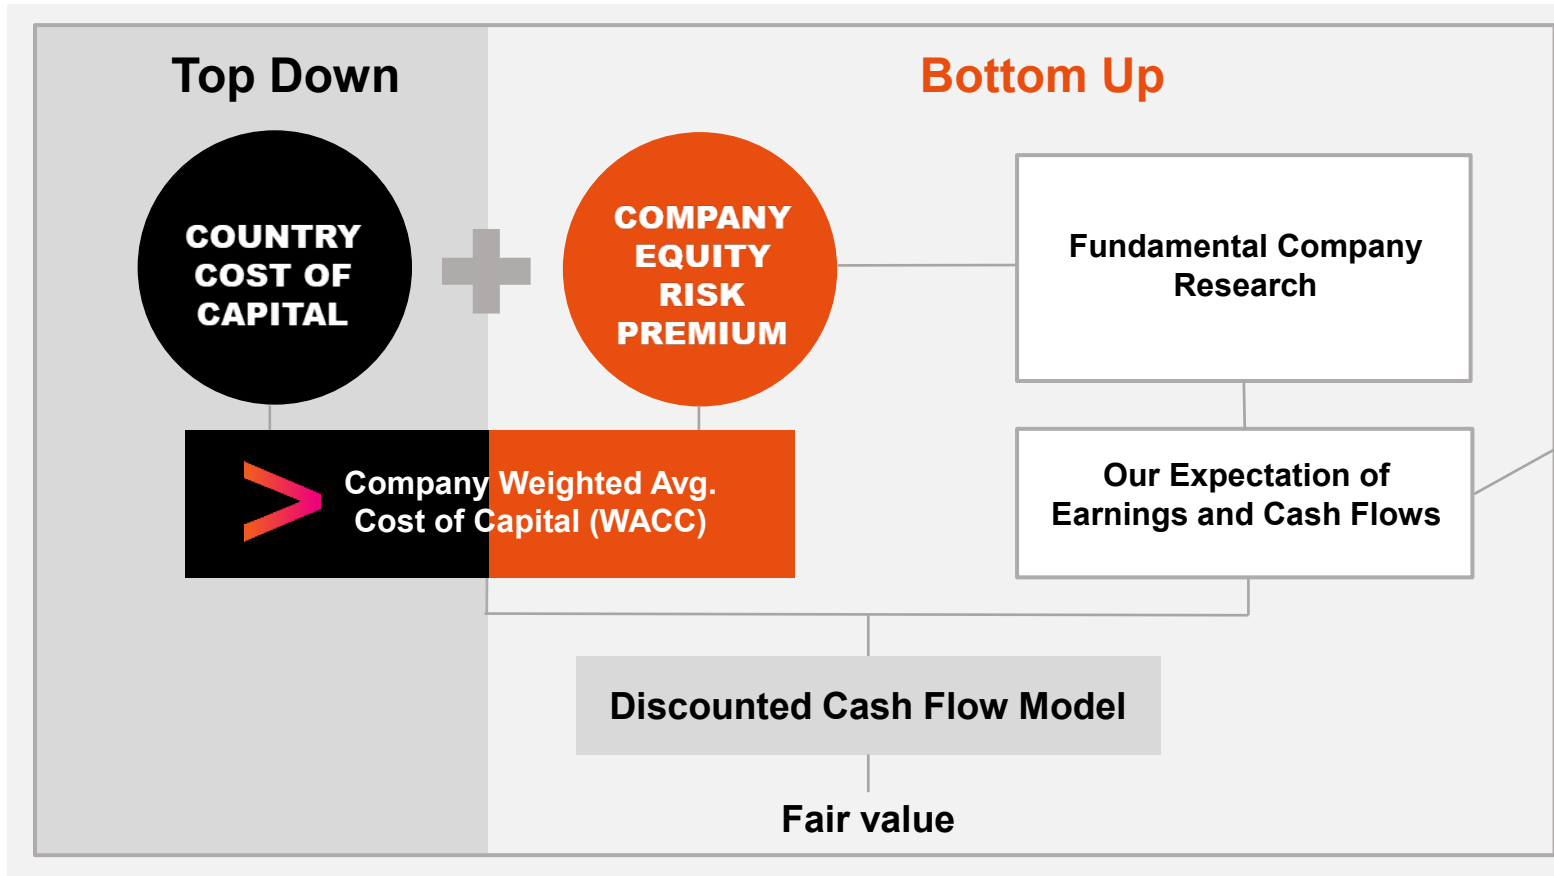 Top Down
Bottom Up
COUNTRY
COST OF
CAPITAL
COMPANY
EQUITY
RISK
PREMIUM
Fundamental Company
Research
Company Weighted Avg.
Cost of Capital (WACC)
Our Expectation of
Earnings and Cash Flows
Discounted Cash Flow Model
Fair value